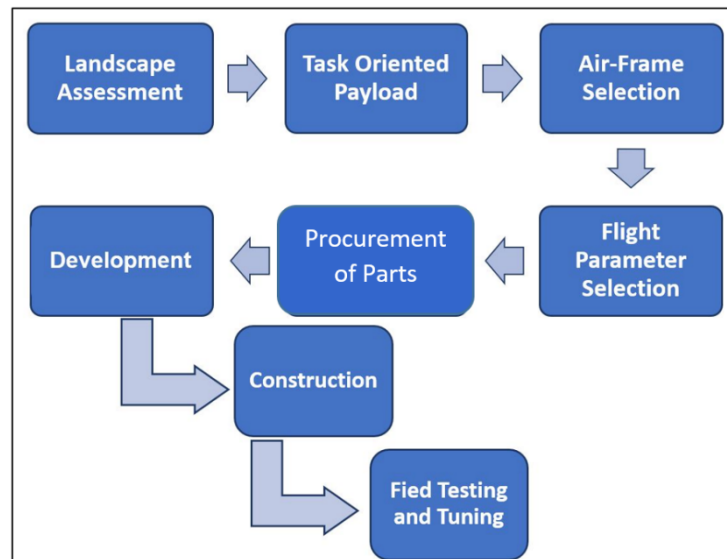 Landscape
Assessment
Task Oriented
Payload
Air-Frame
Selection
Flight
Parameter
Selection
Procurement
of Parts
Development
Construction
Fied Testing
and Tuning